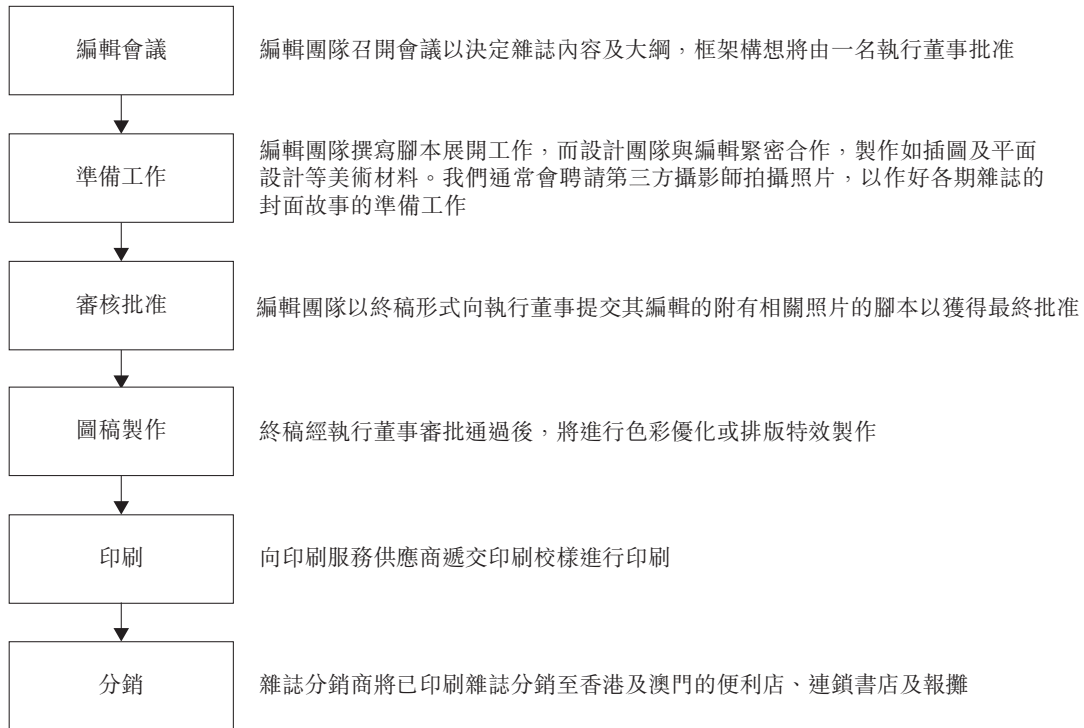 編輯會議
編輯團隊召開會議以決定雜誌內容及大綱，框架構想將由一名執行董事批准
準備工作
編輯團隊撰寫腳本展開工作，而設計團隊與編輯緊密合作，製作如插圖及平面
設計等美術材料。我們通常會聘請第三方攝影師拍攝照片，以作好各期雜誌的
封面故事的準備工作
審核批准
編輯團隊以終稿形式向執行董事提交其編輯的附有相關照片的腳本以獲得最終批准
圖稿製作
終稿經執行董事審批通過後，將進行色彩優化或排版特效製作
印刷
向印刷服務供應商遞交印刷校樣進行印刷
分銷
雜誌分銷商將已印刷雜誌分銷至香港及澳門的便利店、連鎖書店及報攤